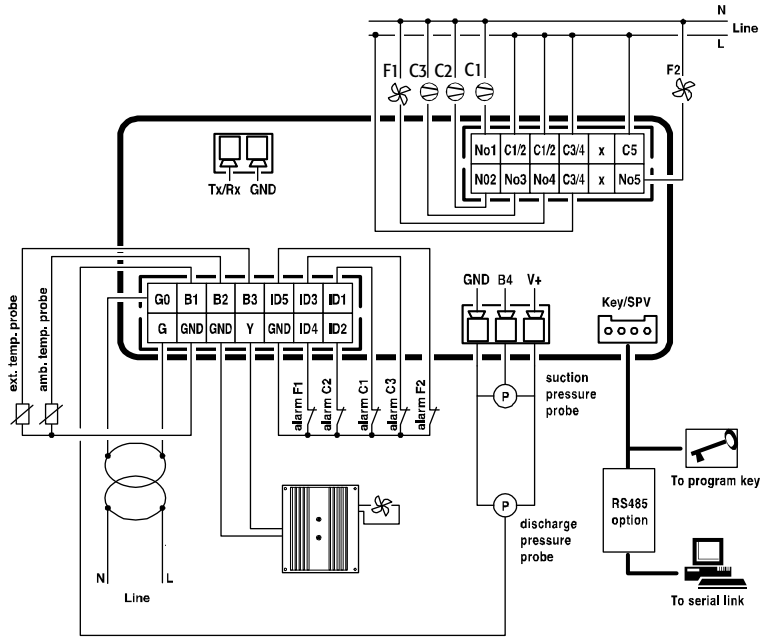 N
Line
L
F1 C3 C2 C1
F2
No1 C1/2 C1/2 C3/4 x C5
N02 No3 No4 C3/4 x No5
Tx/Rx GND
G0 B1 B2 B3 ID5 ID3 ID1
G GND GND Y GND ID4 ID2
GND B4 V+
Key/SPV
ext. temp. probe
amb. temp. probe
alarm F1
alarm C2
alarm C1
alarm C3
alarm F2
P
suction
pressure
probe
P
discharge
pressure
probe
To program key
RS485
option
To serial link
N L
Line